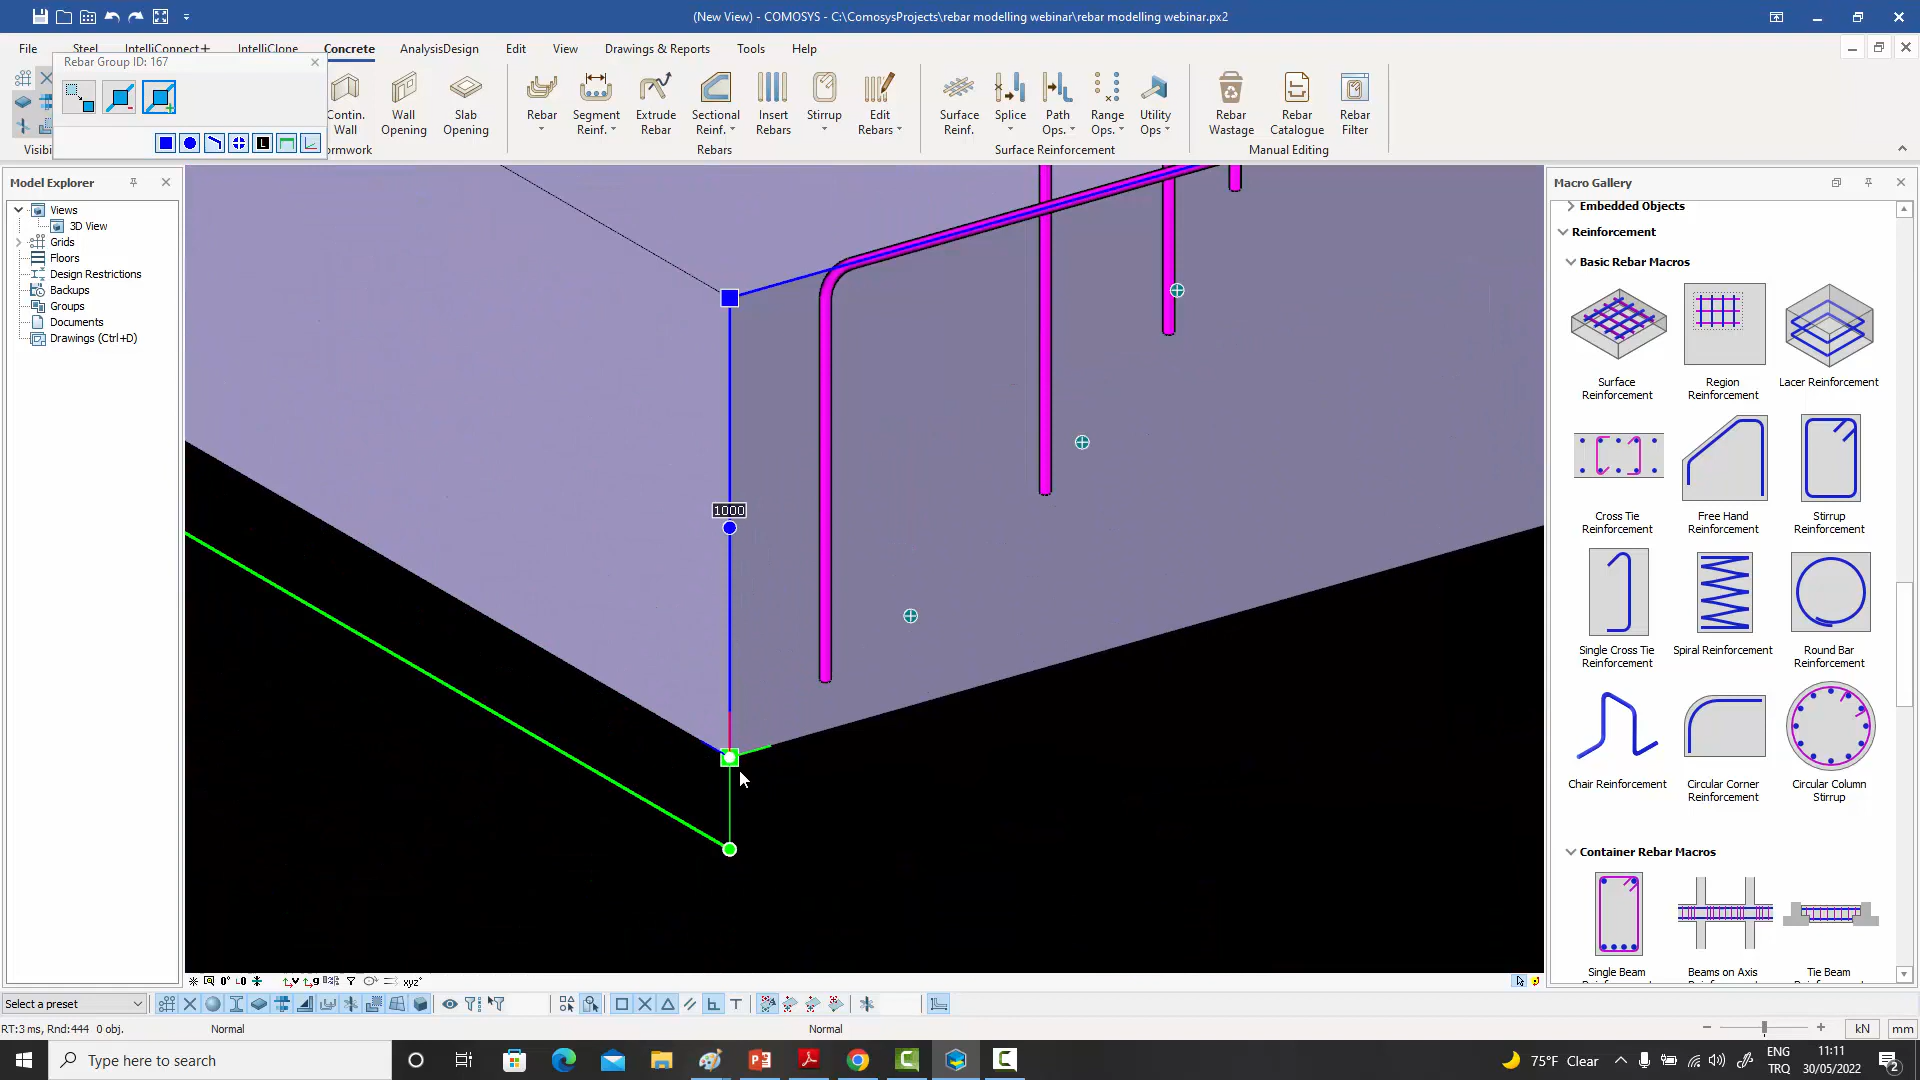 (New View) - COMOSYS - C:\ComosysProjects\rebar modelling webinar\rebar modelling webinar.px2
File Steel IntelliConnect+ IntelliClone Concrete AnalysisDesign Edit View Drawings & Reports Tools Help
Rebar Group ID: 167
Contin. Wall
Wall Opening
Slab Opening
Rebar
Segment Reinf.
Extrude Rebar
Sectional Reinf.
Insert Rebars
Stirrup
Edit Rebars
Surface Reinf.
Splice
Path Ops.
Range Ops.
Utility Ops
Rebar Wastage
Rebar Catalogue
Rebar Filter
Rebars
Surface Reinforcement
Manual Editing
Model Explorer
Views
3D View
Grids
Floors
Design Restrictions
Backups
Groups
Documents
Drawings (Ctrl+D)
1000
Macro Gallery
Embedded Objects
Reinforcement
Basic Rebar Macros
Surface Reinforcement
Region Reinforcement
Lacer Reinforcement
Cross Tie Reinforcement
Free Hand Reinforcement
Stirrup Reinforcement
Single Cross Tie Reinforcement
Spiral Reinforcement
Round Bar Reinforcement
Chair Reinforcement
Circular Corner Reinforcement
Circular Column Stirrup
Container Rebar Macros
Single Beam
Beams on Axis
Tie Beam
Select a preset
RT:3 ms, Rnd:444 0 obj.
Normal
Normal
kN
mm
Type here to search
75°F Clear
ENG
TRQ
11:11
30/05/2022
2